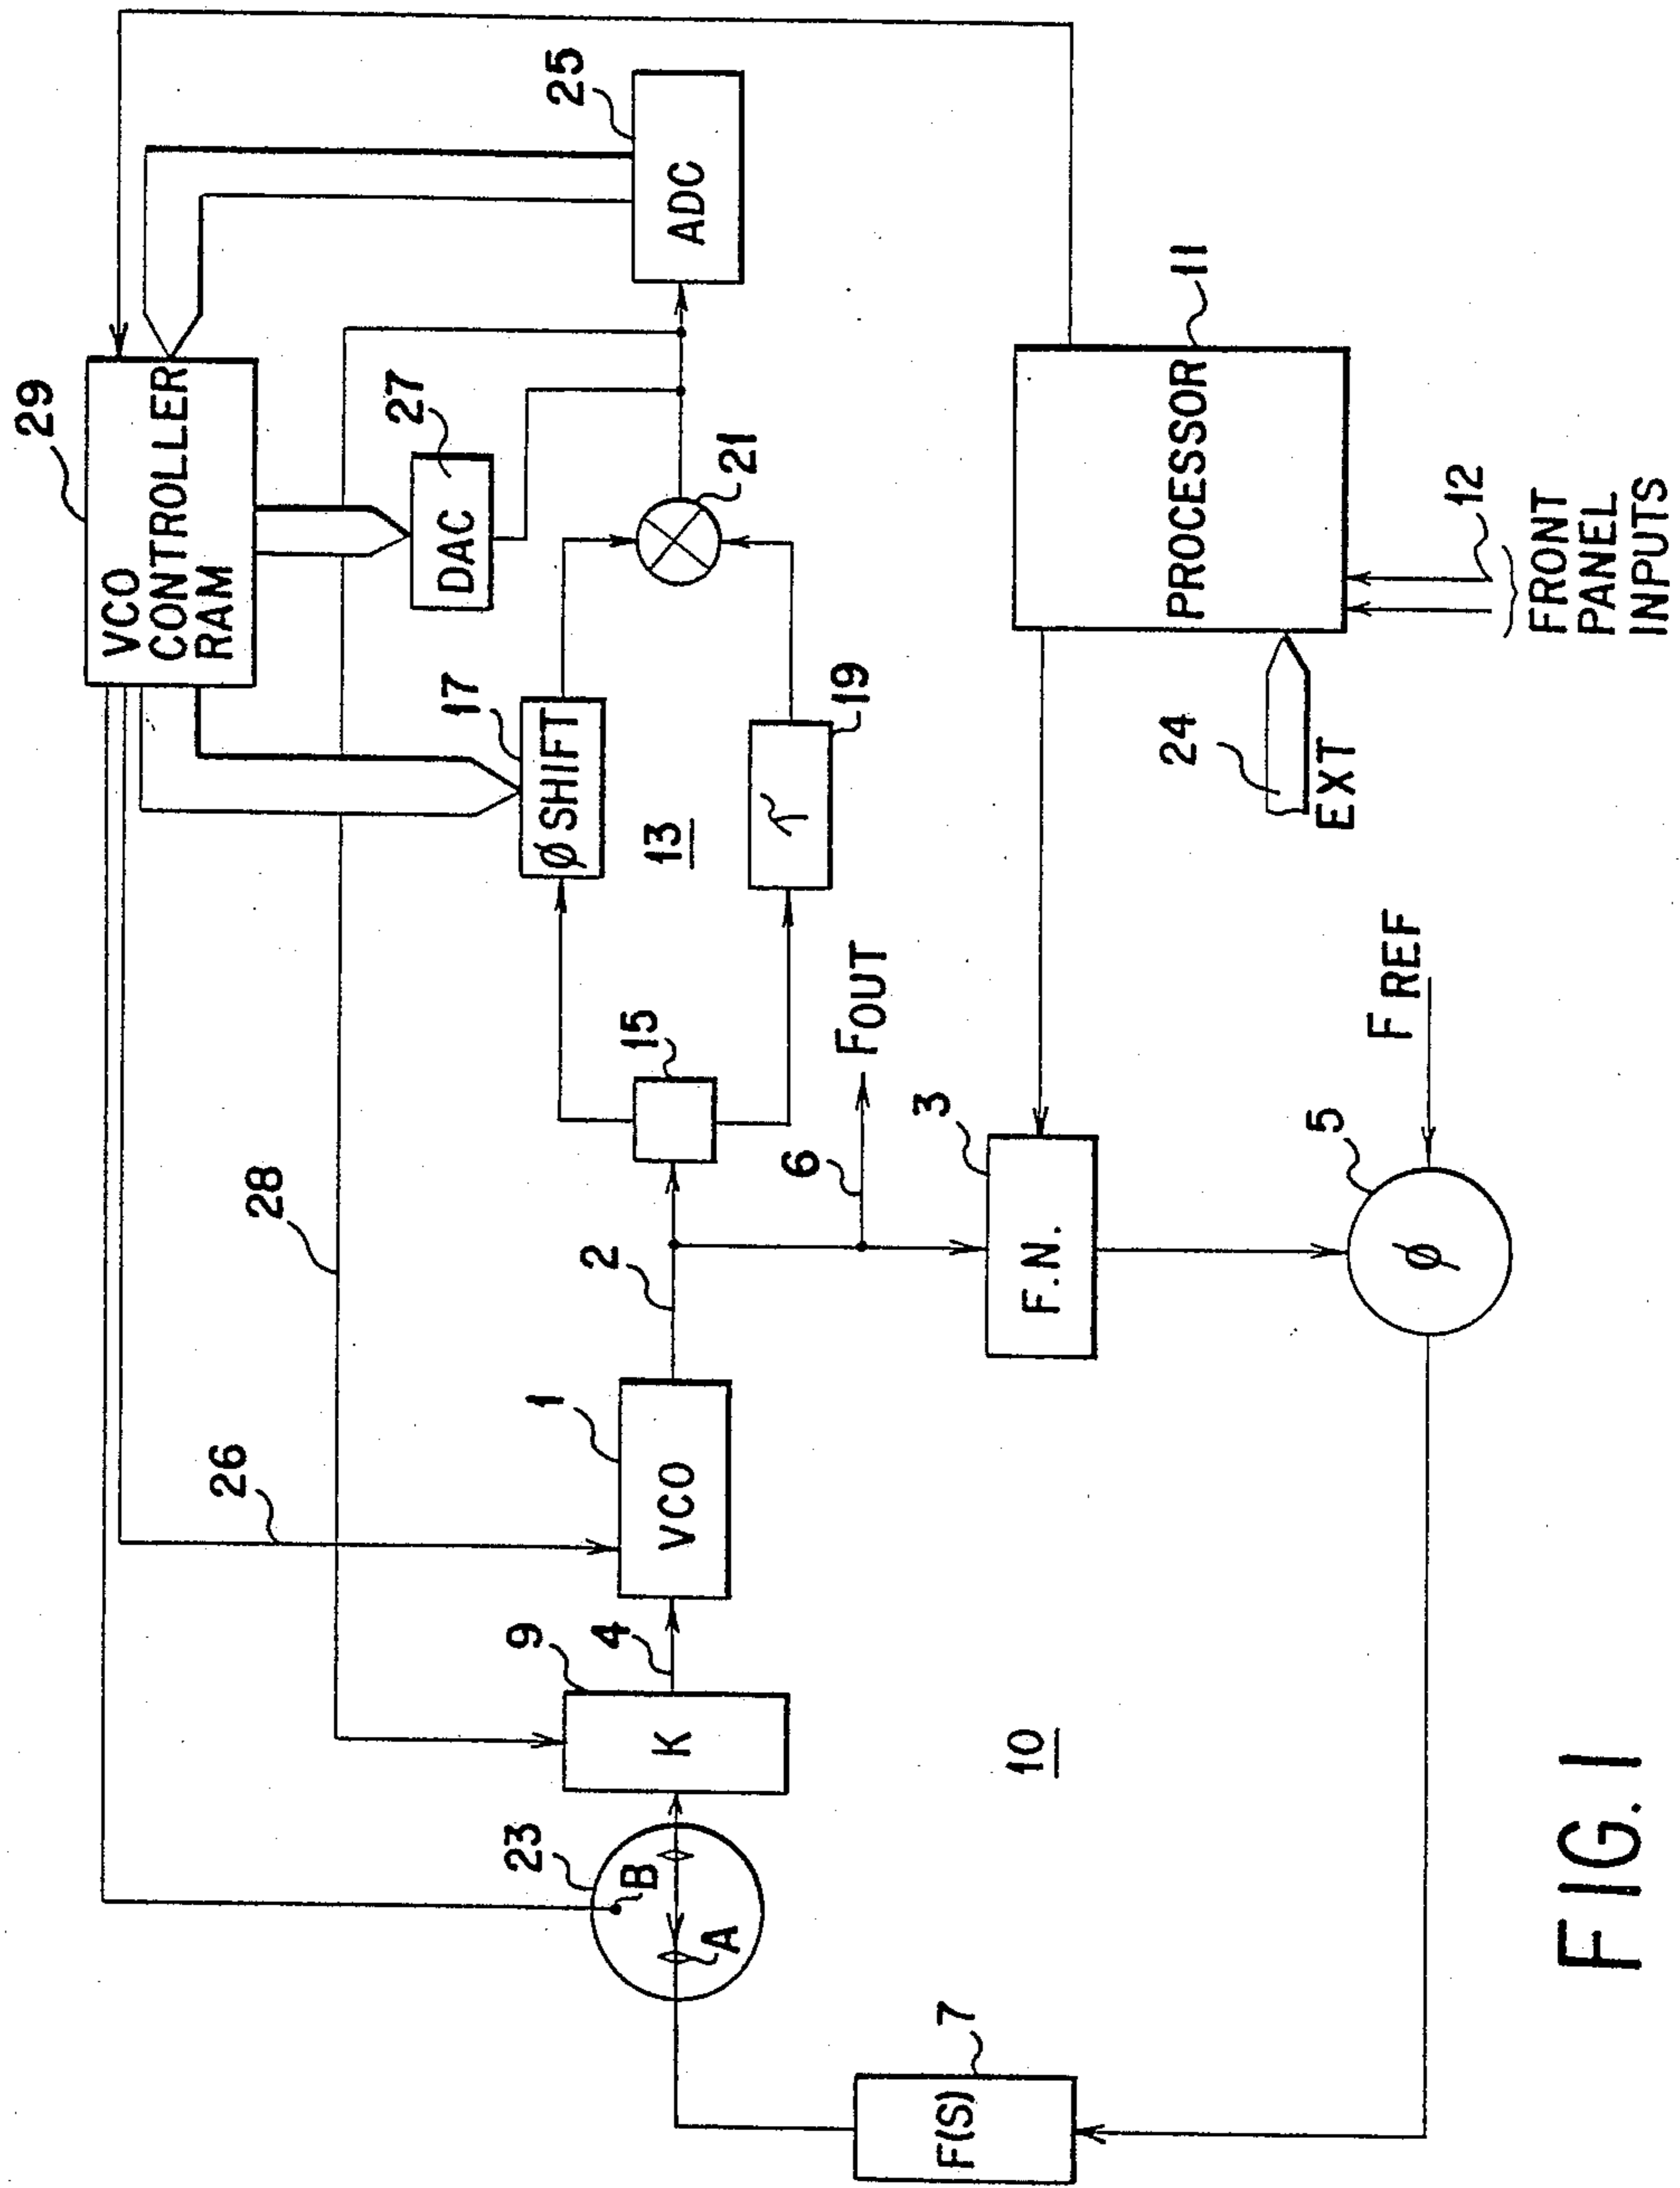 29
VCO
CONTROLLER
RAM
25
ADC
27
DAC
28
26
17
ϕ SHIFT
13
21
19
τ
15
23
B
A
9
K
4
1
VCO
2
6
FOUT
3
F.N.
11
PROCESSOR
24
EXT
12
FRONT
PANEL
INPUTS
10
7
F(S)
5
ϕ
F REF
FIG. 1